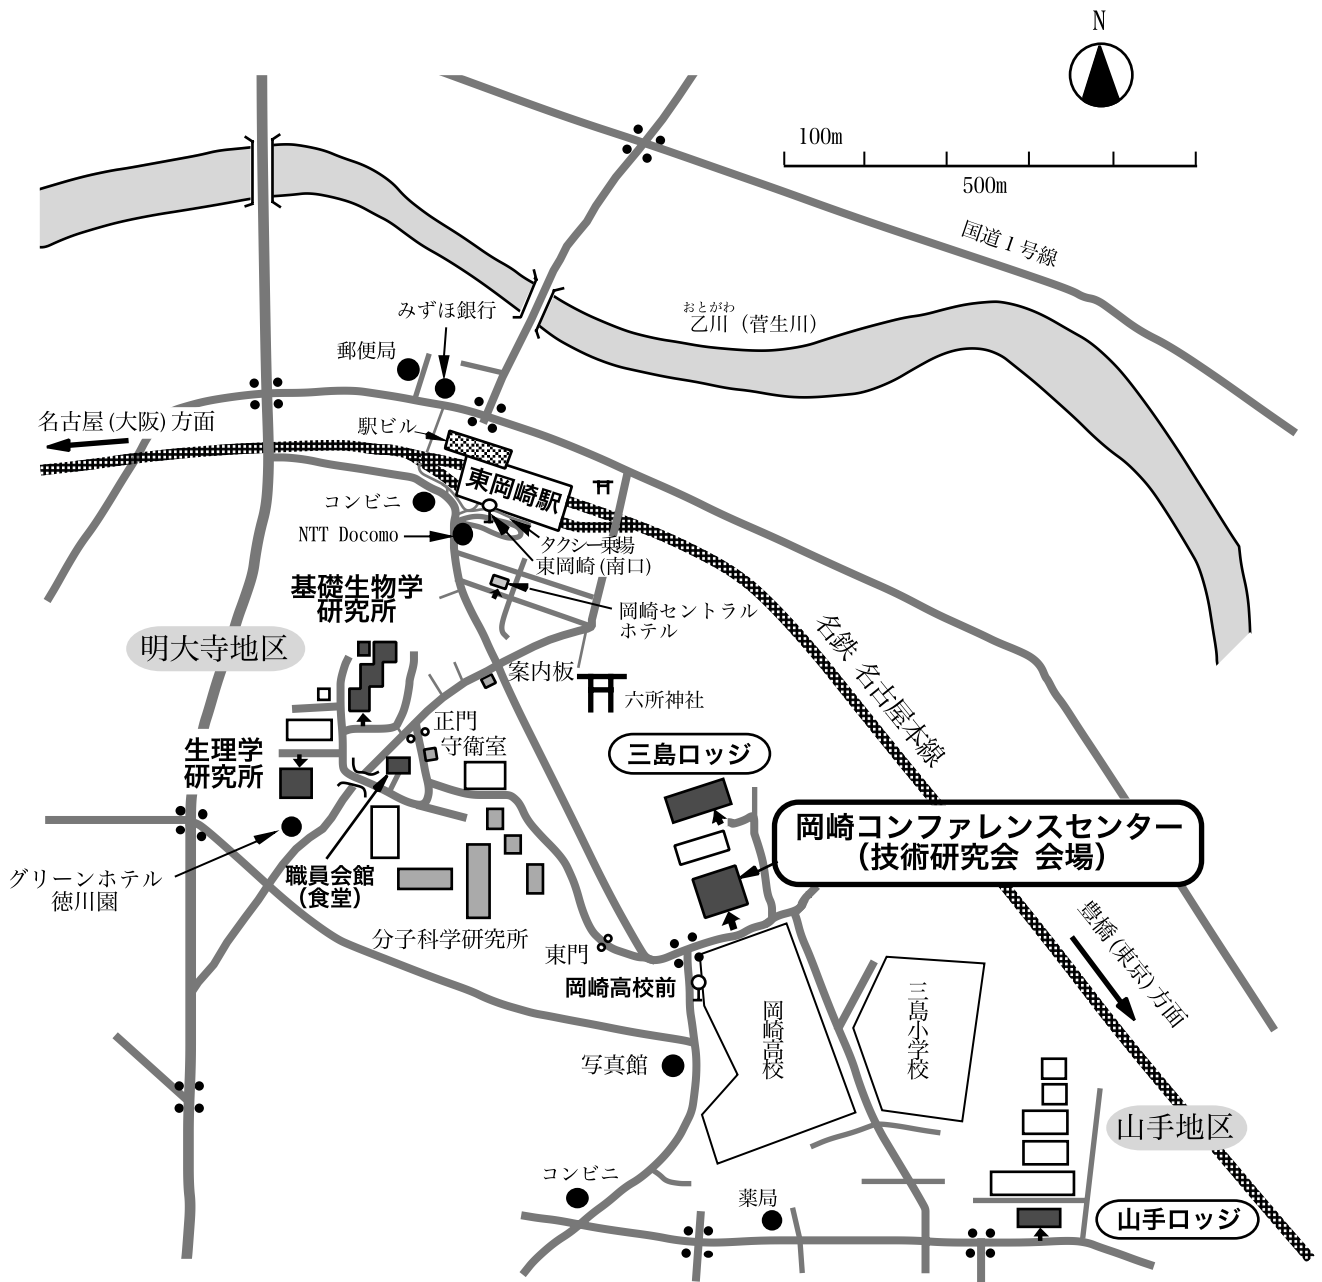 N
100m
500m
国道1号線
おとがわ
乙川（菅生川）
みずほ銀行
郵便局
名古屋(大阪)方面
駅ビル
東岡崎駅
コンビニ
NTT Docomo
タクシー乗場
東岡崎(南口)
基礎生物学
研究所
岡崎セントラル
ホテル
明大寺地区
名鉄 名古屋本線
案内板
六所神社
正門
守衛室
生理学
研究所
三島ロッジ
岡崎コンファレンスセンター
（技術研究会 会場）
グリーンホテル
徳川園
職員会館
（食堂）
分子科学研究所
豊橋(東京)方面
東門
岡崎高校前
岡崎高校
三島小学校
写真館
山手地区
コンビニ
薬局
山手ロッジ